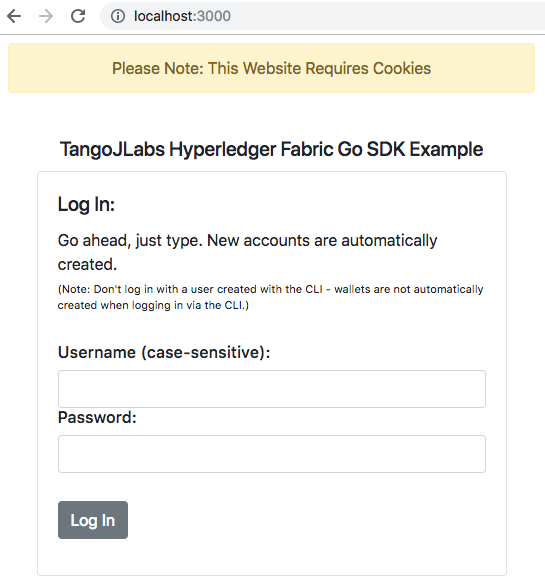 localhost:3000
Please Note: This Website Requires Cookies
TangoJLabs Hyperledger Fabric Go SDK Example
Log In:
Go ahead, just type. New accounts are automatically
created.
(Note: Don't log in with a user created with the CLI - wallets are not automatically
created when logging in via the CLI.)
Username (case-sensitive):
Password:
Log In